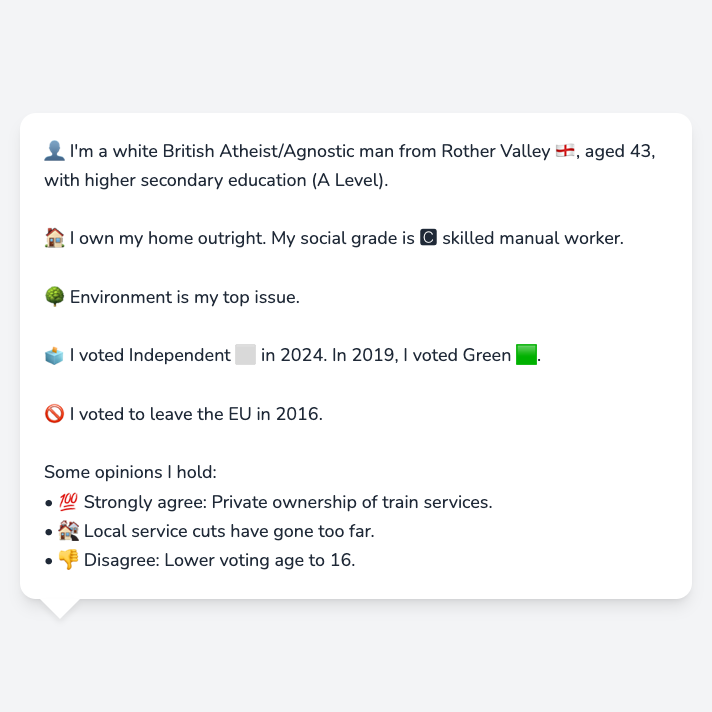 👤 I'm a white British Atheist/Agnostic man from Rother Valley 🏴󠁧󠁢󠁥󠁮󠁧󠁿, aged 43,
with higher secondary education (A Level).
🏠 I own my home outright. My social grade is 🅲 skilled manual worker.
🌳 Environment is my top issue.
🗳️ I voted Independent ⬜ in 2024. In 2019, I voted Green 🟩.
🚫 I voted to leave the EU in 2016.
Some opinions I hold:
• 💯 Strongly agree: Private ownership of train services.
• 🏚️ Local service cuts have gone too far.
• 👎 Disagree: Lower voting age to 16.